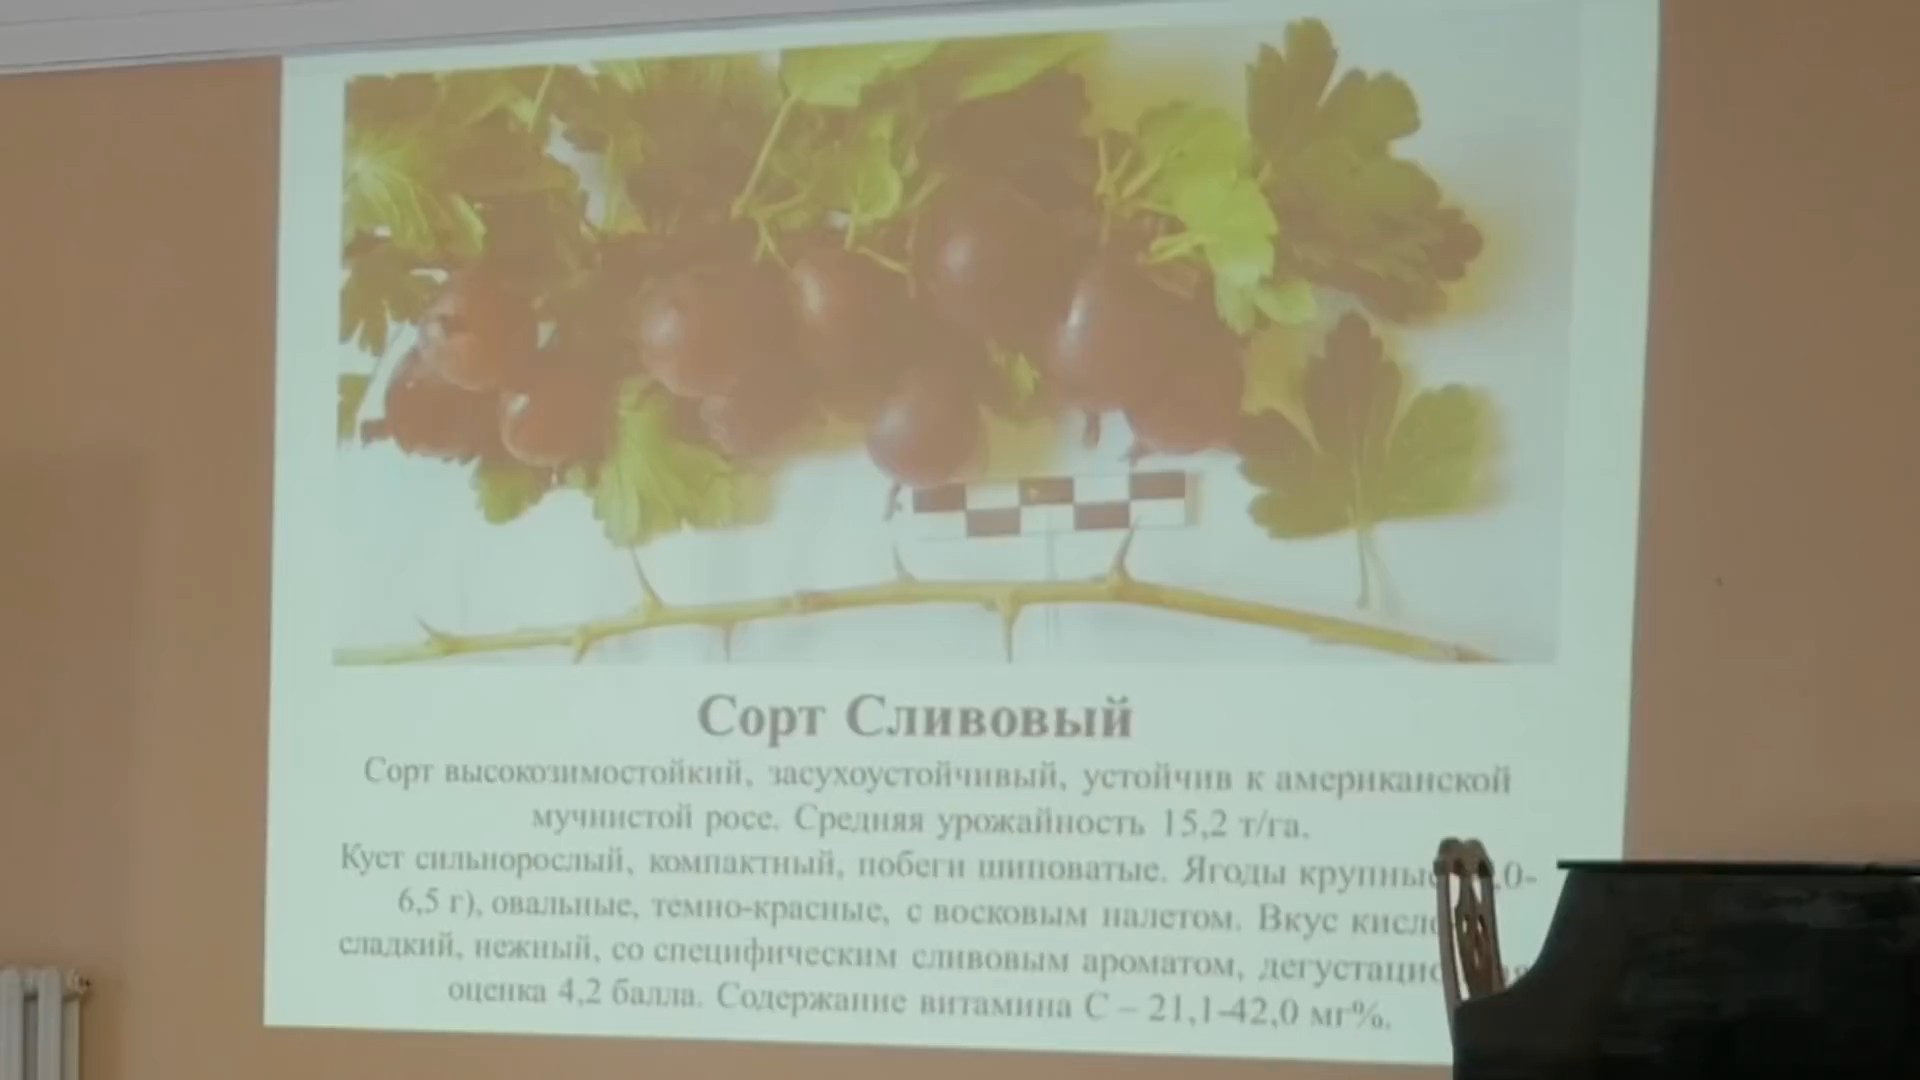 Сорт Сливовый
Сорт высокозимостойкий, засухоустойчивый, устойчив к американской
мучнистой росе. Средняя урожайность 15,2 т/га.
Куст сильнорослый, компактный, побеги шиповатые. Ягоды крупные
6,5 г), овальные, темно-красные, с восковым налетом. Вкус
сладкий, нежный, со специфическим сливовым ароматом,
оценка 4,2 балла. Содержание витамина С – 21,1-42,0 мг%.